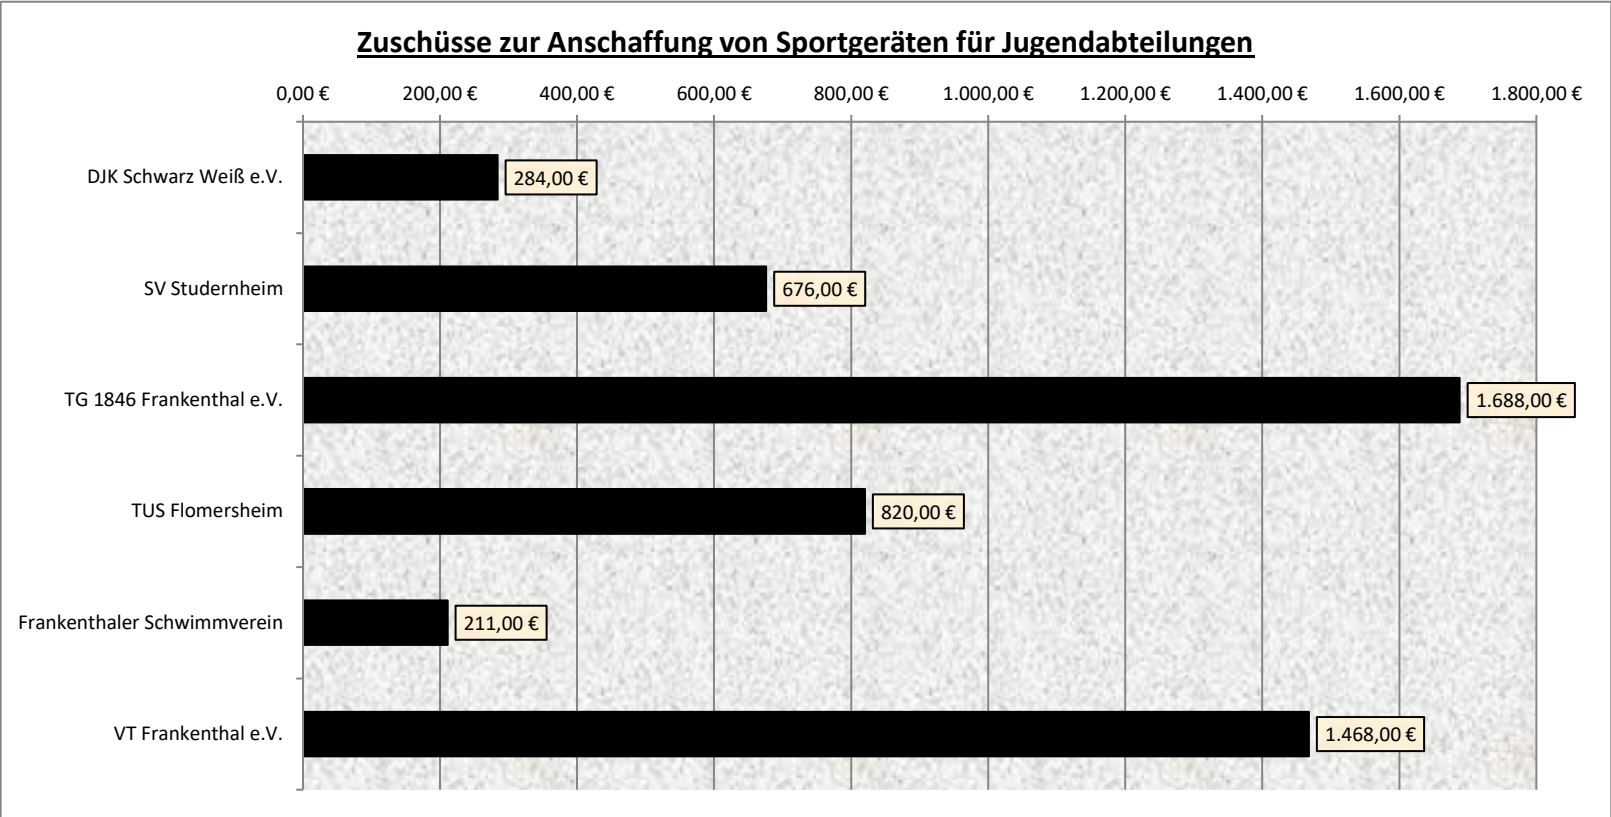 Zuschüsse zur Anschaffung von Sportgeräten für Jugendabteilungen
0,00 € 200,00 € 400,00 € 600,00 € 800,00 € 1.000,00 € 1.200,00 € 1.400,00 € 1.600,00 € 1.800,00 €
DJK Schwarz Weiß e.V. 284,00 €
SV Studernheim 676,00 €
TG 1846 Frankenthal e.V. 1.688,00 €
TUS Flomersheim 820,00 €
Frankenthaler Schwimmverein 211,00 €
VT Frankenthal e.V. 1.468,00 €